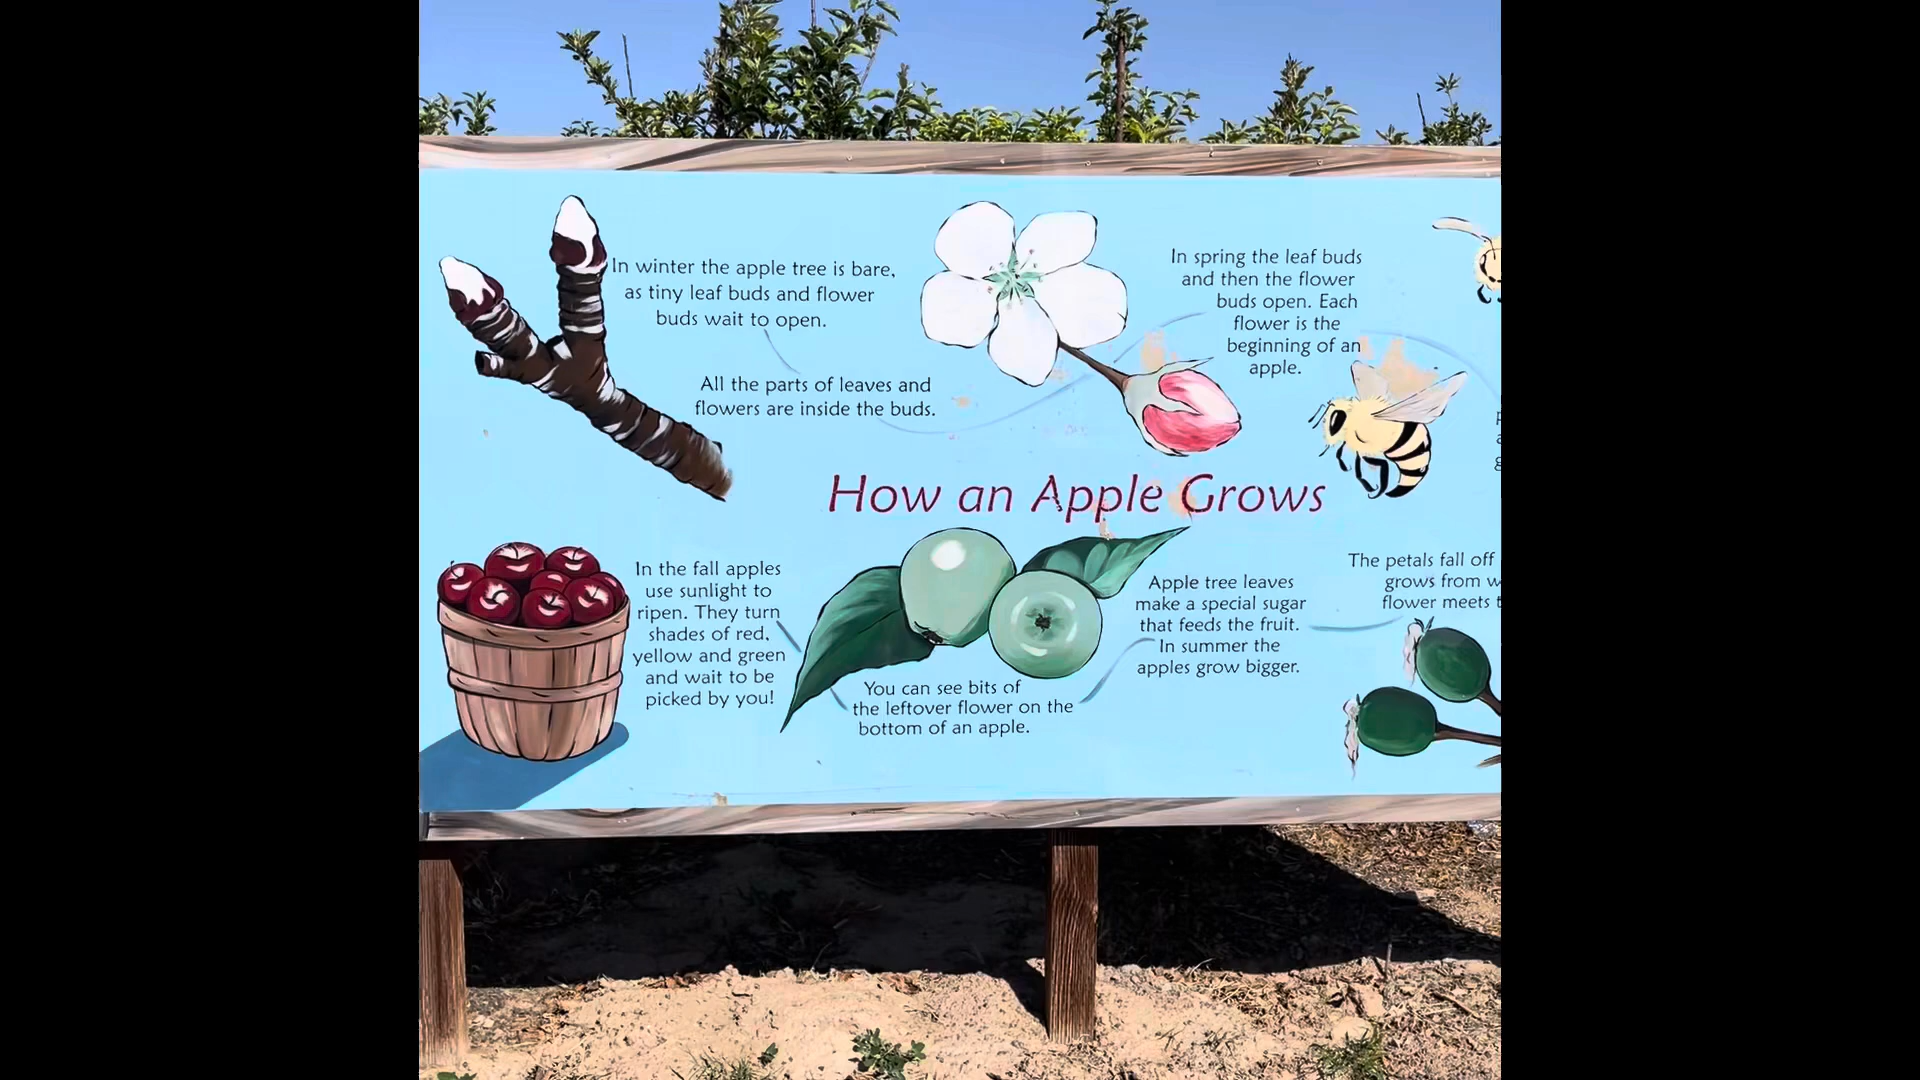 In winter the apple tree is bare,
as tiny leaf buds and flower
buds wait to open.
All the parts of leaves and
flowers are inside the buds.
In spring the leaf buds
and then the flower
buds open. Each
flower is the
beginning of an
apple.
How an Apple Grows
The petals fall off
grows from
flower meets
Apple tree leaves
make a special sugar
that feeds the fruit.
In summer the
apples grow bigger.
You can see bits of
the leftover flower on the
bottom of an apple.
In the fall apples
use sunlight to
ripen. They turn
shades of red,
yellow and green
and wait to be
picked by you!